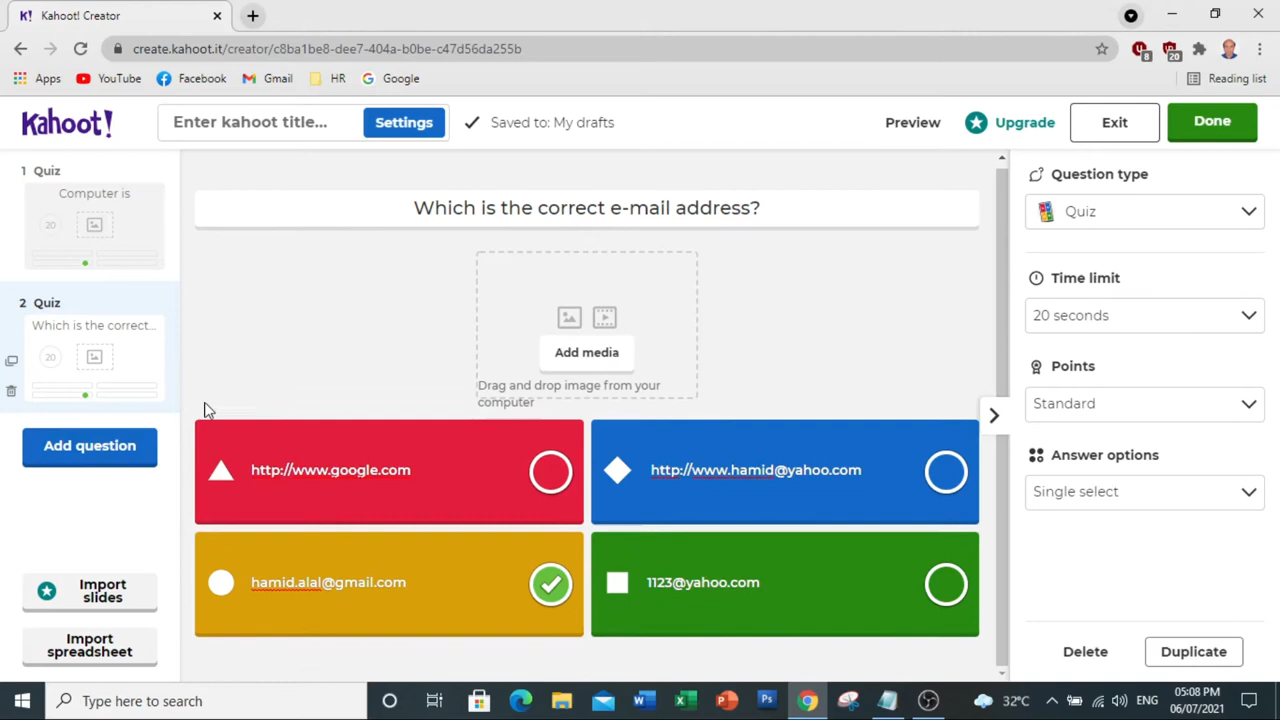 K! Kahoot! Creator
create.kahoot.it/creator/c8ba1be8-dee7-404a-b0be-c47d56da255b
8
20
Apps YouTube Facebook Gmail HR Google Reading list
Kahoot! Enter kahoot title... Settings Saved to: My drafts Preview Upgrade Exit Done
1 Quiz
Computer is
20
2 Quiz
Which is the correct...
20
Add question
Import
slides
Import
spreadsheet
Which is the correct e-mail address?
Add media
Drag and drop image from your
computer
http://www.google.com
http://www.hamid@yahoo.com
hamid.alal@gmail.com
1123@yahoo.com
Question type
Quiz
Time limit
20 seconds
Points
Standard
Answer options
Single select
Delete Duplicate
Type here to search
32°C ENG
05:08 PM
06/07/2021